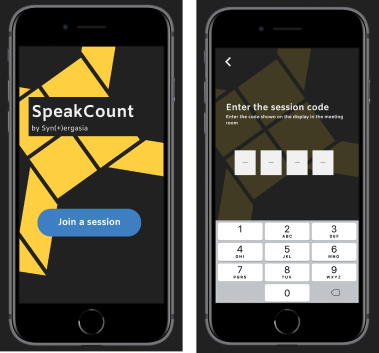 SpeakCount
by Syn(+)ergasia
Join a session
Enter the session code
Enter the code shown on the display in the meeting
room
– – – –
1 2 3
ABC DEF
4 5 6
GHI JKL MNO
7 8 9
PQRS TUV WXYZ
0